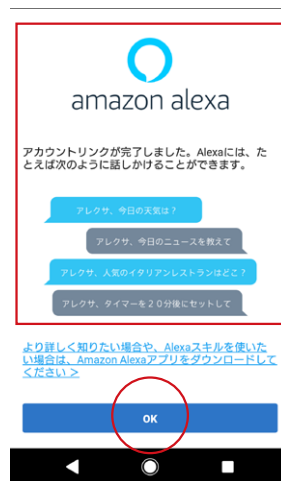 amazon alexa
アカウントリンクが完了しました。Alexaには、た
とえば次のように話しかけることができます。
アレクサ、今日の天気は？
アレクサ、今日のニュースを教えて
アレクサ、人気のイタリアンレストランはどこ？
アレクサ、タイマーを２０分後にセットして
より詳しく知りたい場合や、Alexaスキルを使いた
い場合は、Amazon Alexaアプリをダウンロードして
ください ＞
OK